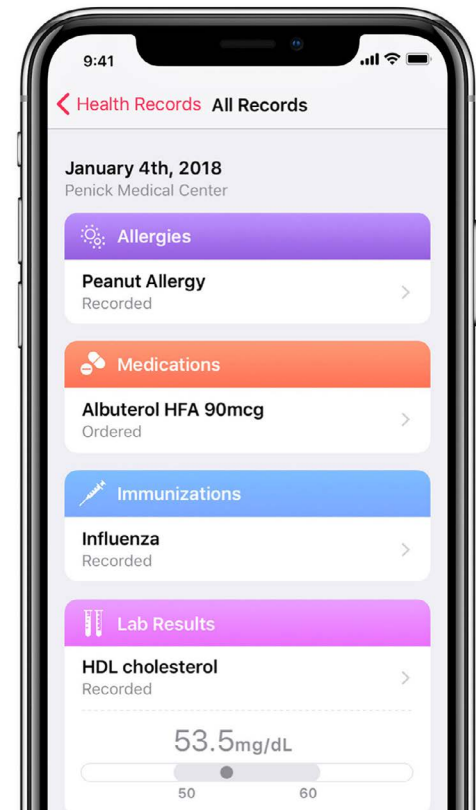 9:41
Health Records All Records
January 4th, 2018
Penick Medical Center
Allergies
Peanut Allergy
Recorded
Medications
Albuterol HFA 90mcg
Ordered
Immunizations
Influenza
Recorded
Lab Results
HDL cholesterol
Recorded
53.5mg/dL
50 60